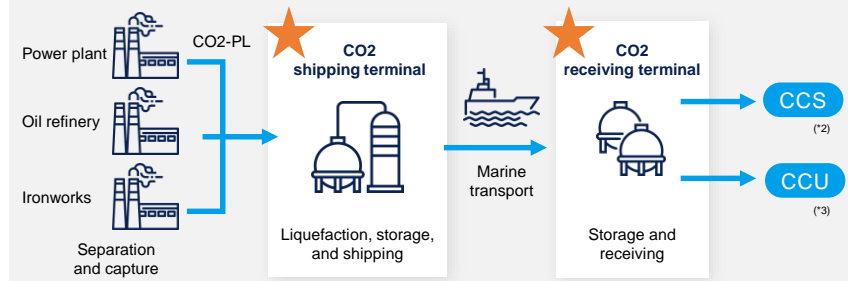 Power plant
CO2-PL
Oil refinery
Ironworks
Separation
and capture
CO2
shipping terminal
Liquefaction, storage,
and shipping
Marine
transport
CO2
receiving terminal
Storage and
receiving
CCS
(*2)
CCU
(*3)